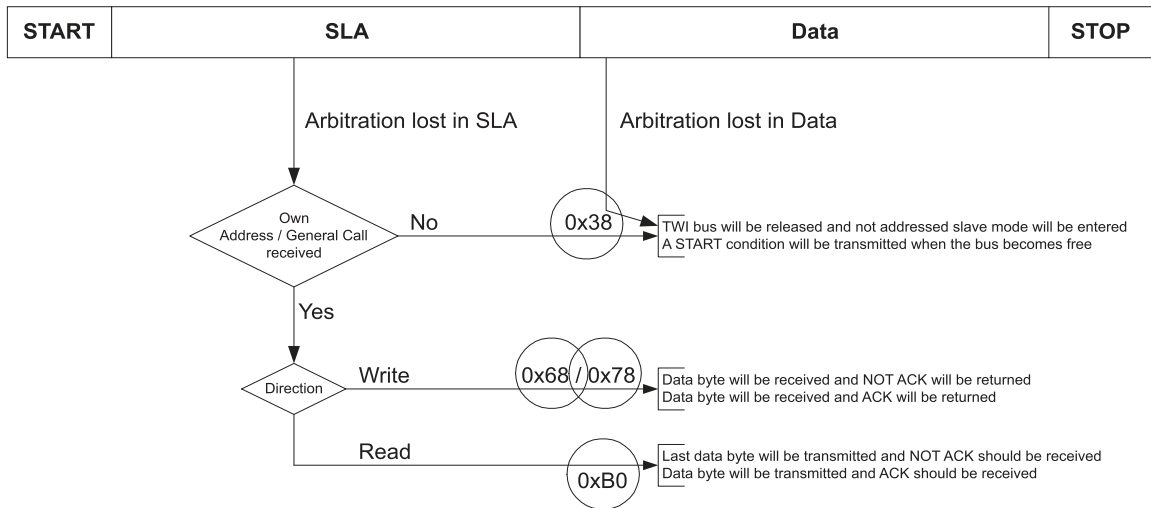 START SLA Data STOP
Arbitration lost in SLA Arbitration lost in Data
Own
Address / General Call
received
No
0x38
TWI bus will be released and not addressed slave mode will be entered
A START condition will be transmitted when the bus becomes free
Yes
Direction
Write
0x68 / 0x78
Data byte will be received and NOT ACK will be returned
Data byte will be received and ACK will be returned
Read
0xB0
Last data byte will be transmitted and NOT ACK should be received
Data byte will be transmitted and ACK should be received